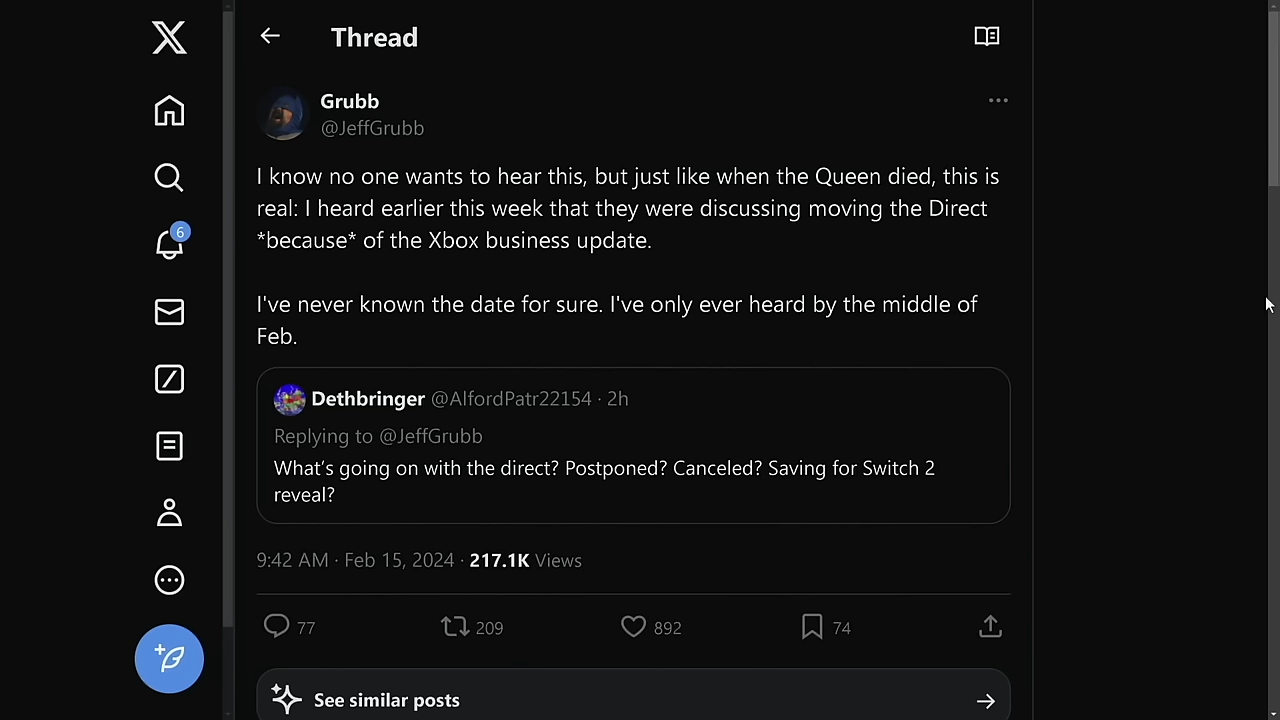 Thread
Grubb
@JeffGrubb
I know no one wants to hear this, but just like when the Queen died, this is
real: I heard earlier this week that they were discussing moving the Direct
*because* of the Xbox business update.
I've never known the date for sure. I've only ever heard by the middle of
Feb.
Dethbringer @AlfordPatr22154 · 2h
Replying to @JeffGrubb
What's going on with the direct? Postponed? Canceled? Saving for Switch 2
reveal?
9:42 AM · Feb 15, 2024 · 217.1K Views
77 209 892 74
See similar posts
6